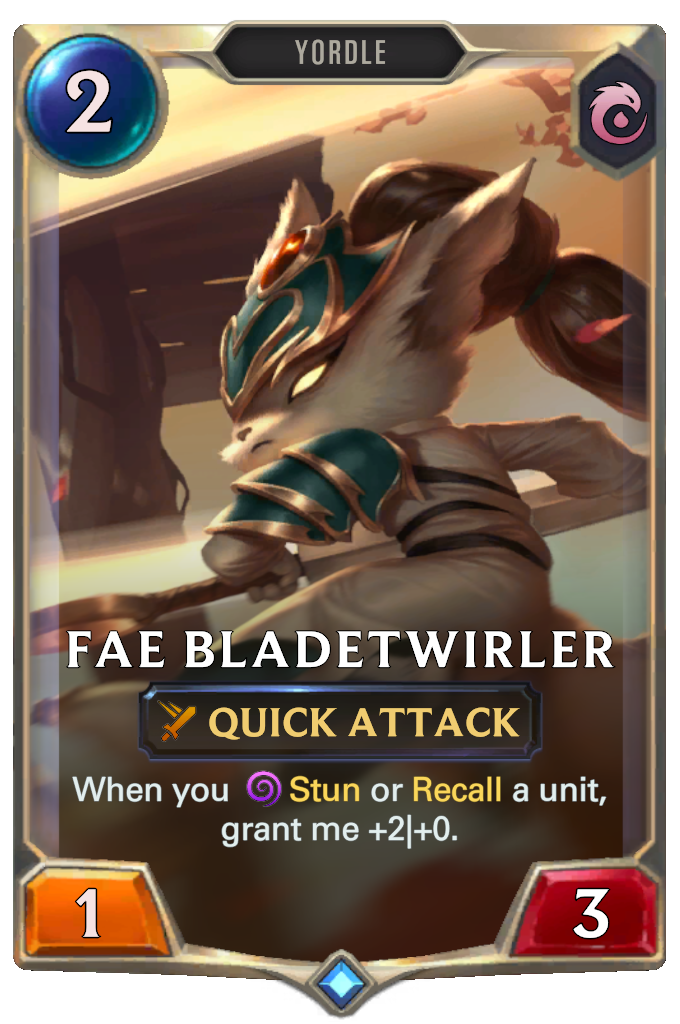 YORDLE
2
FAE BLADETWIRLER
QUICK ATTACK
When you Stun or Recall a unit,
grant me +2|+0.
1
3